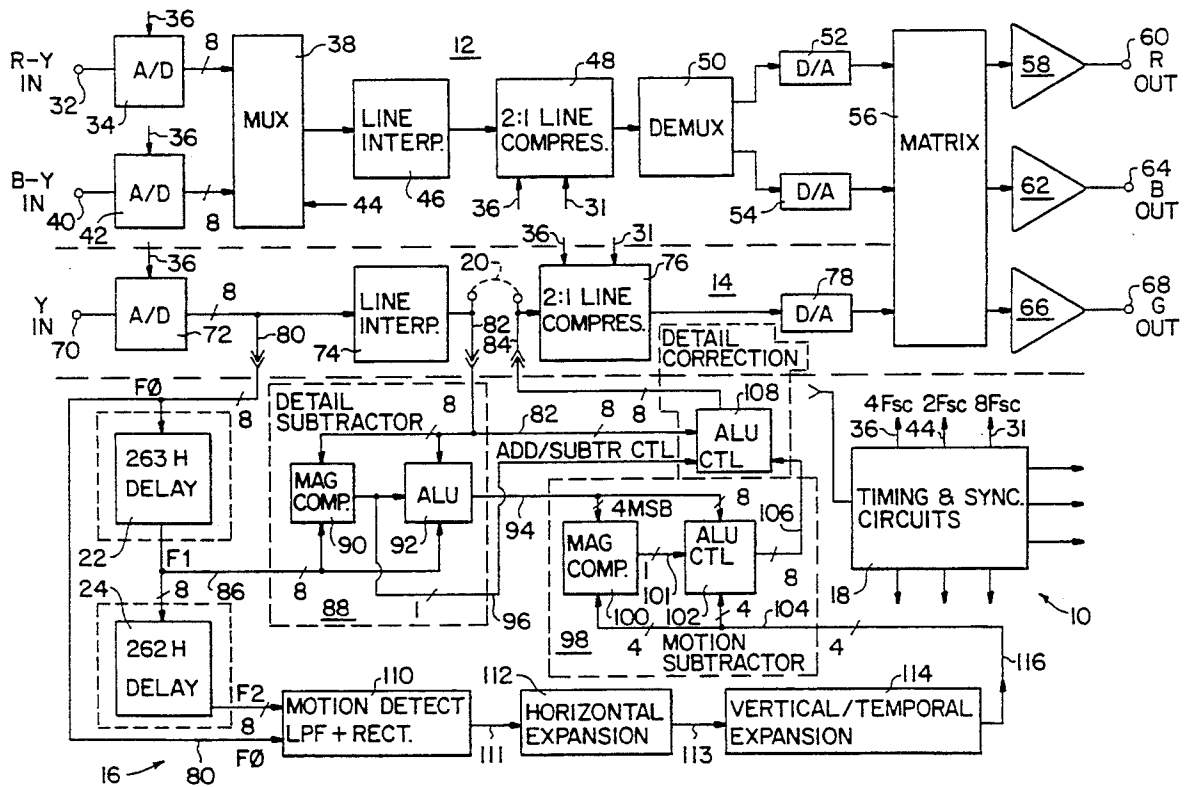 36
36
R-Y IN
32
A/D
34
8
38
MUX
12
LINE INTERP.
46
48
2:1 LINE COMPRES.
36
31
50
DEMUX
52
D/A
54
D/A
56
MATRIX
58
60
R OUT
B-Y IN
40
A/D
42
8
44
62
64
B OUT
36
Y IN
70
A/D
72
8
80
LINE INTERP.
74
20
82
84
36
31
76
2:1 LINE COMPRES.
14
78
D/A
66
68
G OUT
DETAIL CORRECTION
FØ
8
263 H DELAY
22
F1
8
86
24
262 H DELAY
F2
8
80
FØ
16
DETAIL SUBTRACTOR
8
8
82
8
8
ADD/SUBTR CTL
MAG COMP.
90
ALU
92
94
8
88
1
96
108
ALU CTL
4MSB
8
106
MAG COMP.
100
1
101
ALU CTL
102
8
4
104
4
4
98
MOTION SUBTRACTOR
4Fsc 2Fsc 8Fsc
36
44
31
TIMING & SYNC. CIRCUITS
18
10
110
MOTION DETECT LPF + RECT.
111
112
HORIZONTAL EXPANSION
113
114
VERTICAL/TEMPORAL EXPANSION
116